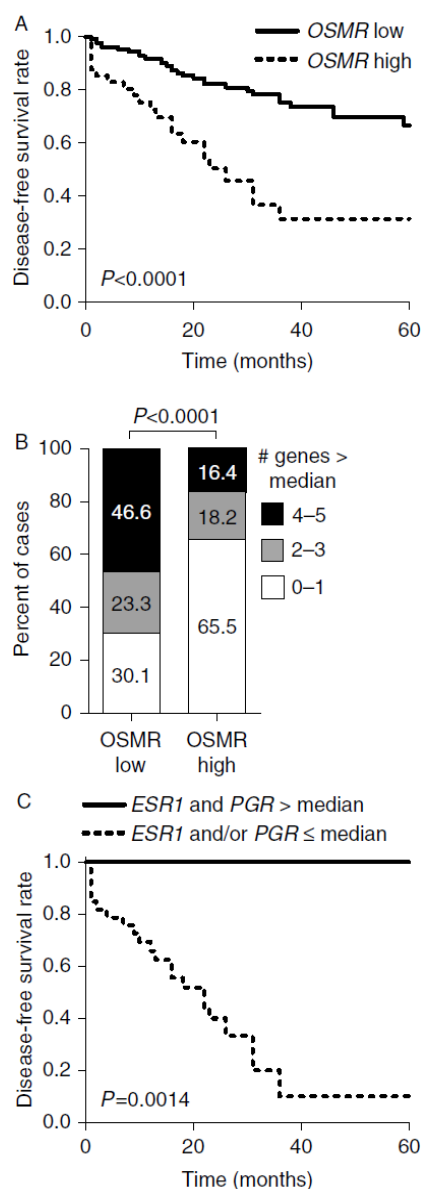 A
OSMR low
OSMR high
Disease-free survival rate
1.0
0.8
0.6
0.4
0.2
0.0
P<0.0001
0 20 40 60
Time (months)
B
P<0.0001
Percent of cases
100
80
60
40
20
0
46.6
23.3
30.1
16.4
18.2
65.5
# genes >
median
4–5
2–3
0–1
OSMR
low
OSMR
high
C
ESR1 and PGR > median
ESR1 and/or PGR ≤ median
Disease-free survival rate
1.0
0.8
0.6
0.4
0.2
0.0
P=0.0014
0 20 40 60
Time (months)